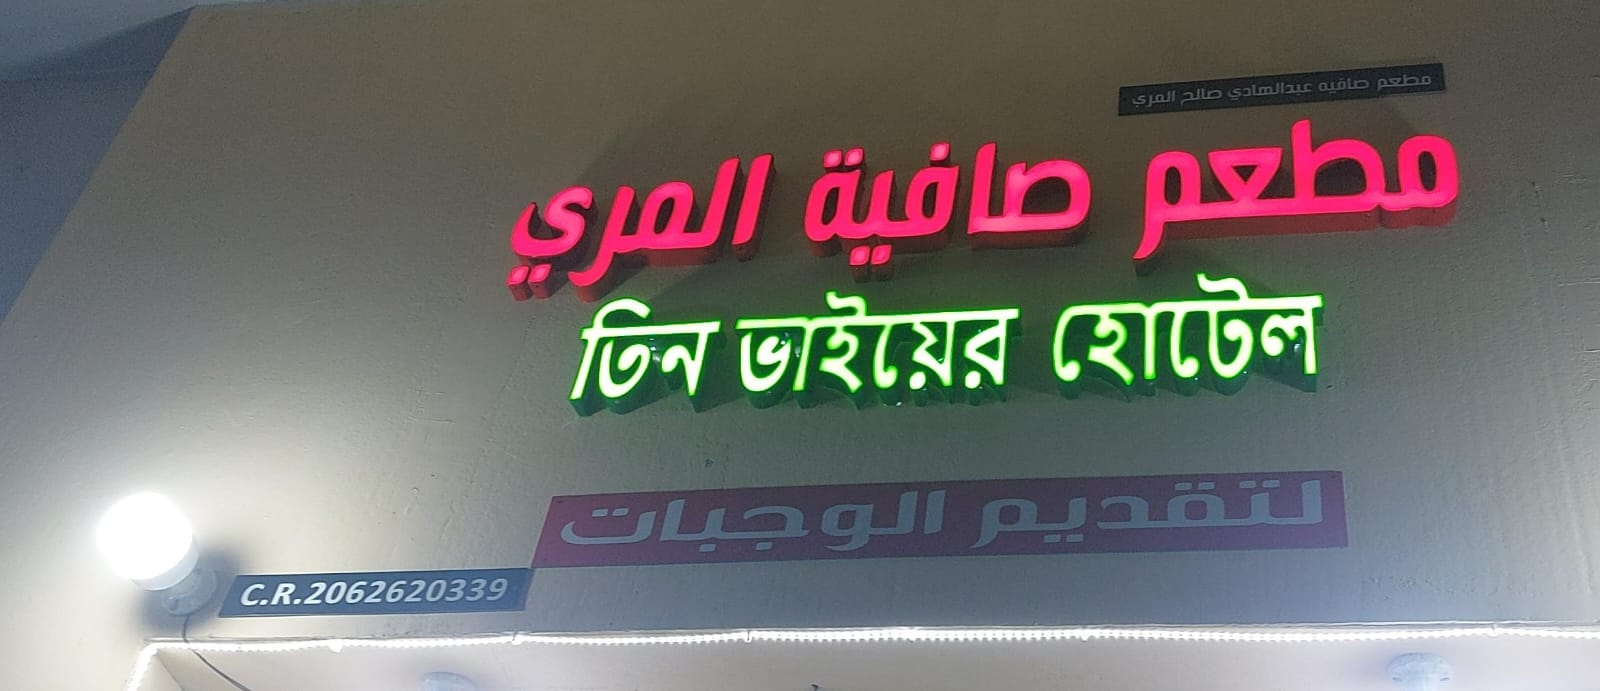 مطعم صافيه عبدالهادي صالح المري
مطعم صافية المري
তিন ভাইয়ের হোটেল
لتقديم الوجبات
C.R.2062620339